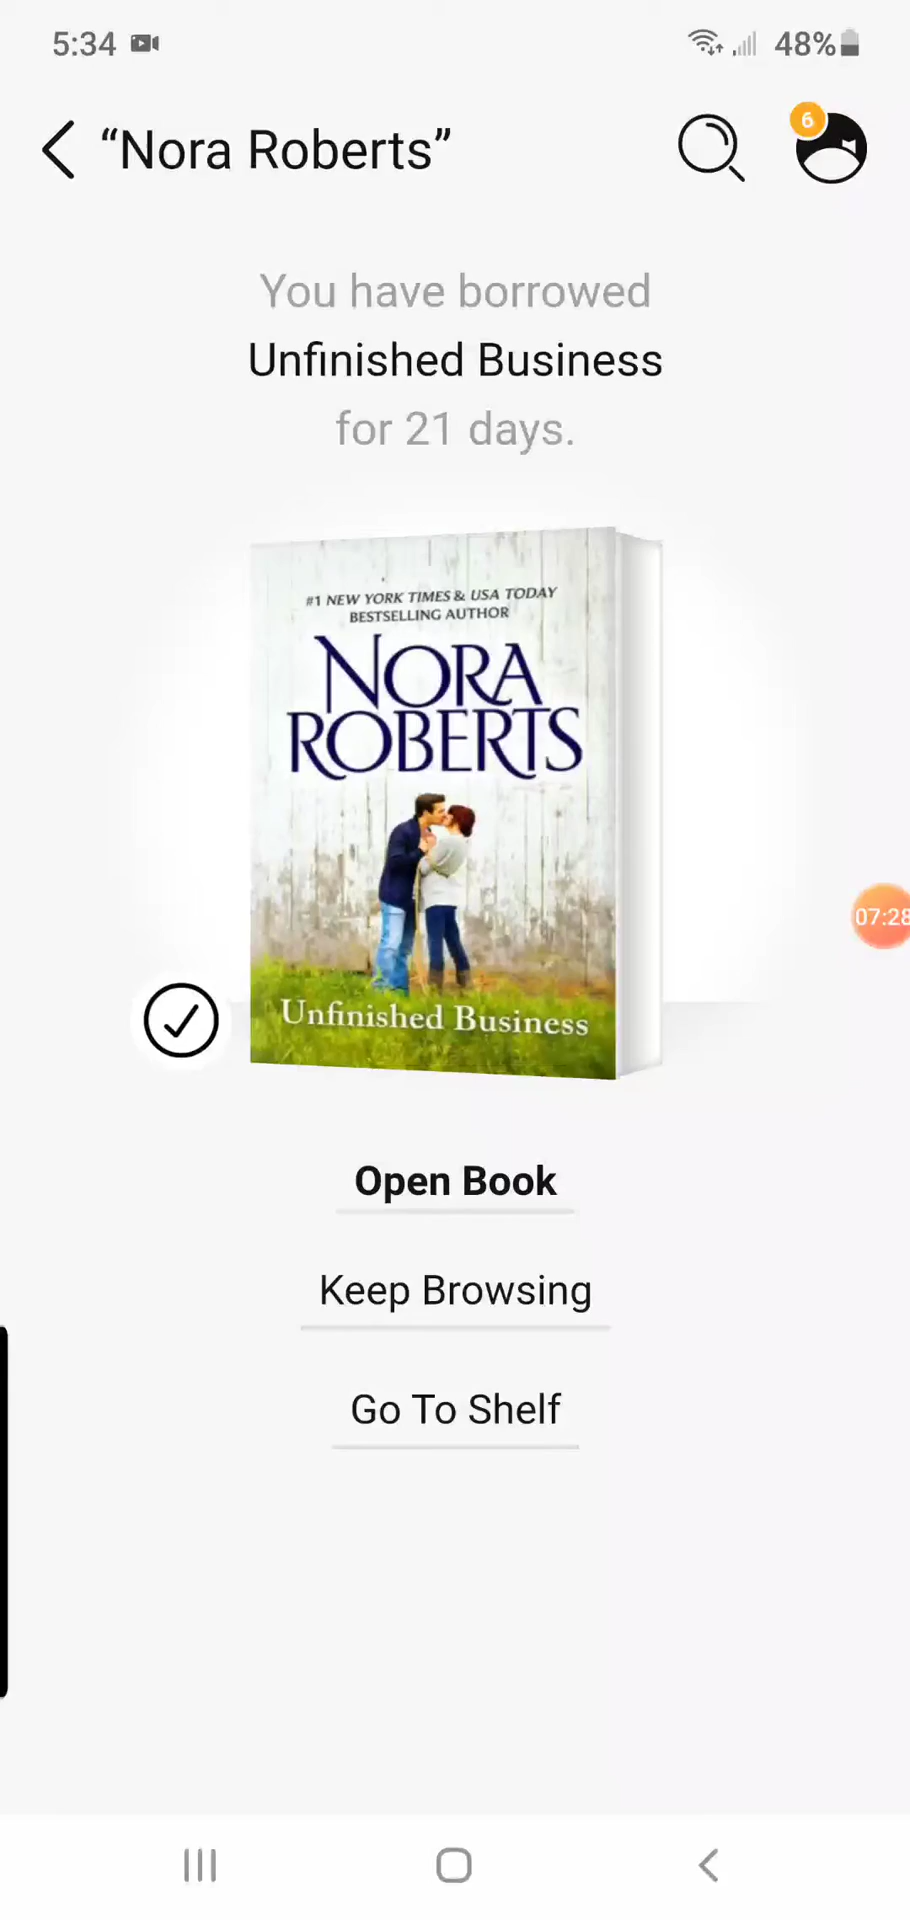 5:34
48%
“Nora Roberts”
6
You have borrowed
Unfinished Business
for 21 days.
#1 NEW YORK TIMES & USA TODAY
BESTSELLING AUTHOR
NORA
ROBERTS
07:28
Unfinished Business
Open Book
Keep Browsing
Go To Shelf